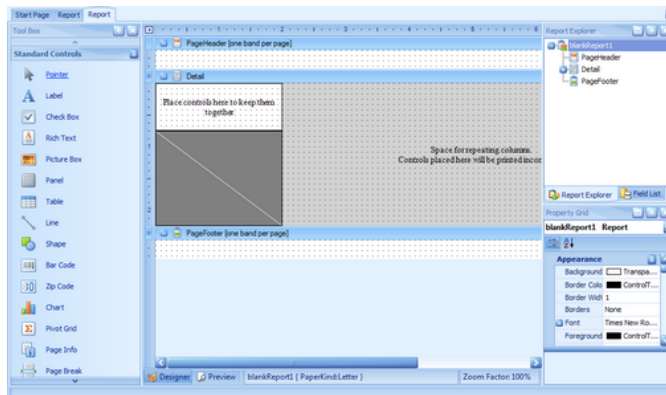 Start Page Report Report
Tool Box
Standard Controls
Pointer
Label
Check Box
Rich Text
Picture Box
Panel
Table
Line
Shape
Bar Code
Zip Code
Chart
Pivot Grid
Page Info
Page Break
PageHeader [one band per page]
Detail
Place controls here to keep them
together
Space for repeating columns.
Controls placed here will be printed incor
PageFooter [one band per page]
Designer Preview blankReport1 { PaperKind:Letter } Zoom Factor: 100%
Report Explorer
blankReport1
PageHeader
Detail
PageFooter
Report Explorer Field List
Property Grid
blankReport1 Report
Appearance
Background Transpa...
Border Colo ControlT...
Border Widt 1
Borders None
Font Times New Ro...
Foreground ControlT...